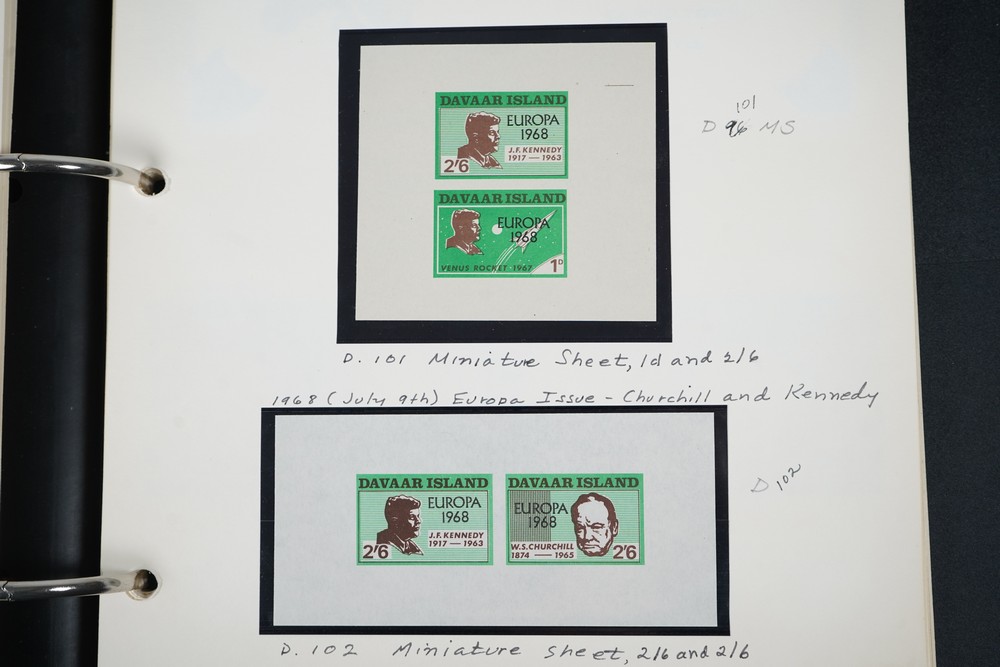 DAVAAR ISLAND
EUROPA
1968
J.F. KENNEDY
1917 — 1963
2'6
DAVAAR ISLAND
EUROPA
1968
VENUS ROCKET 1967
1D
101
D 96 MS
D. 101 Miniature Sheet, 1d and 2/6
1968 (July 9th) Europa Issue - Churchill and Kennedy
DAVAAR ISLAND
EUROPA
1968
J.F. KENNEDY
1917 — 1963
2'6
DAVAAR ISLAND
EUROPA
1968
W.S. CHURCHILL
1874 — 1965
2'6
D 102
D. 102 Miniature sheet, 2/6 and 2/6